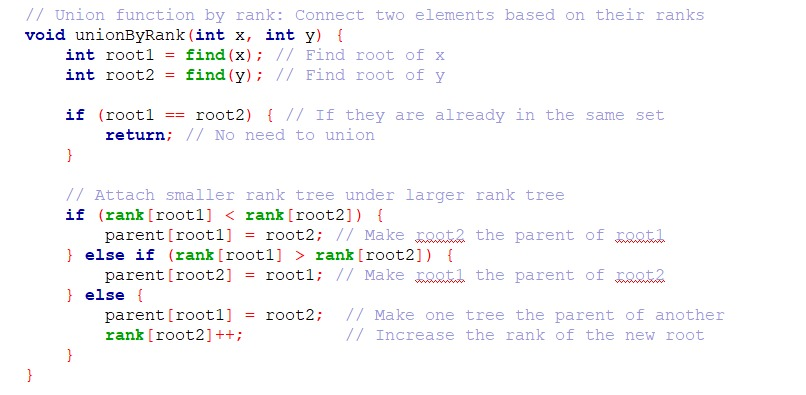 // Union function by rank: Connect two elements based on their ranks
void unionByRank(int x, int y) {
    int root1 = find(x); // Find root of x
    int root2 = find(y); // Find root of y
    if (root1 == root2) { // If they are already in the same set
        return; // No need to union
    }
    // Attach smaller rank tree under larger rank tree
    if (rank[root1] < rank[root2]) {
        parent[root1] = root2; // Make root2 the parent of root1
    } else if (rank[root1] > rank[root2]) {
        parent[root2] = root1; // Make root1 the parent of root2
    } else {
        parent[root1] = root2;  // Make one tree the parent of another
        rank[root2]++;          // Increase the rank of the new root
    }
}